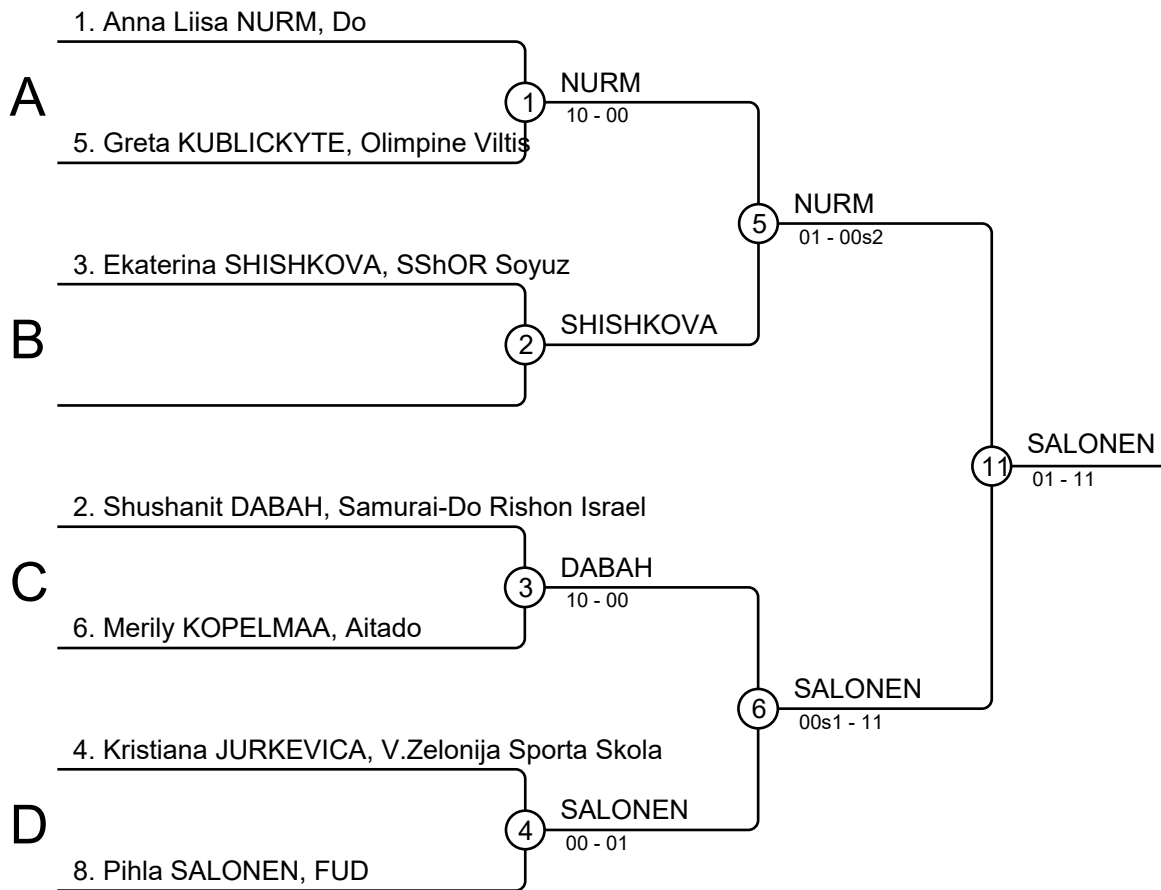 1. Anna Liisa NURM, Do
A
1
NURM
10 - 00
5. Greta KUBLICKYTE, Olimpine Viltis
5
NURM
01 - 00s2
3. Ekaterina SHISHKOVA, SShOR Soyuz
B
2
SHISHKOVA
11
SALONEN
01 - 11
2. Shushanit DABAH, Samurai-Do Rishon Israel
C
3
DABAH
10 - 00
6. Merily KOPELMAA, Aitado
6
SALONEN
00s1 - 11
4. Kristiana JURKEVICA, V.Zelonija Sporta Skola
D
4
SALONEN
00 - 01
8. Pihla SALONEN, FUD